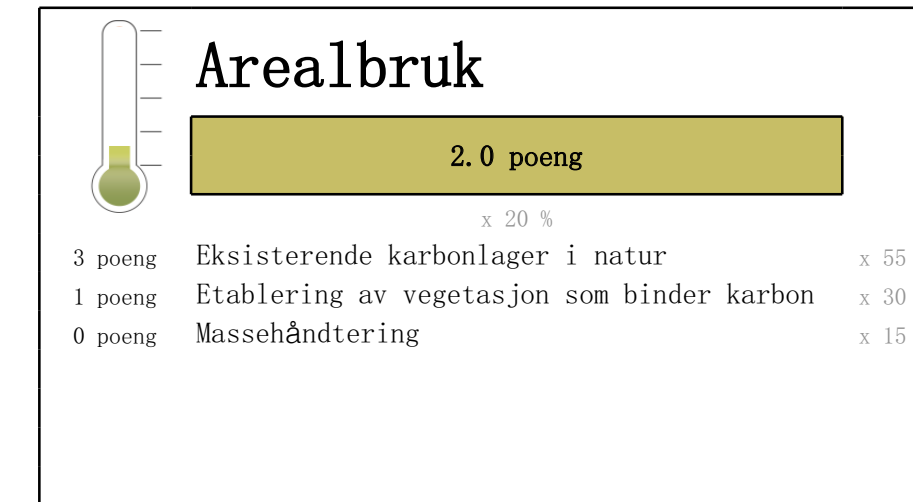 Arealbruk
2.0 poeng
x 20 %
3 poeng Eksisterende karbonlager i natur x 55
1 poeng Etablering av vegetasjon som binder karbon x 30
0 poeng Massehåndtering x 15